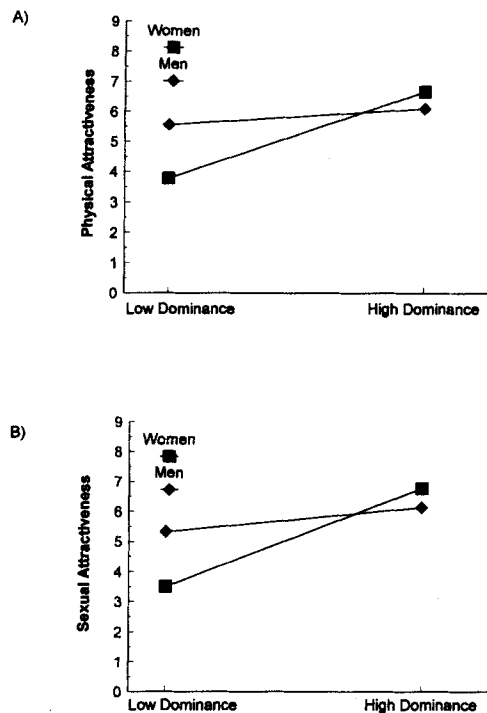 A)
Women
Men
Physical Attractiveness
9
8
7
6
5
4
3
2
1
0
Low Dominance
High Dominance
B)
Women
Men
Sexual Attractiveness
9
8
7
6
5
4
3
2
1
0
Low Dominance
High Dominance